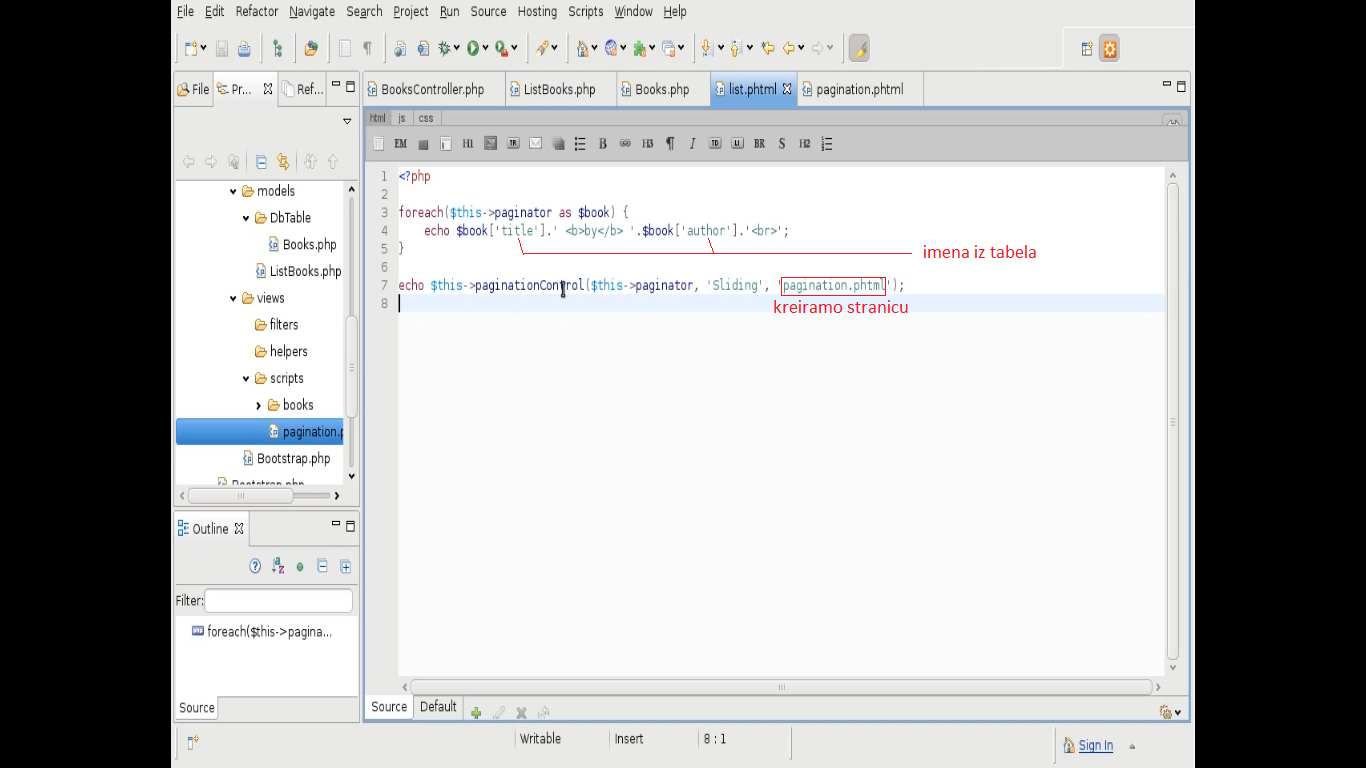 File Edit Refactor Navigate Search Project Run Source Hosting Scripts Window Help
File Pr... Ref...
BooksController.php ListBooks.php Books.php list.phtml pagination.phtml
html js css
EM H1 TR B H3 ¶ I TD LI BR S H2
models
DbTable
Books.php
ListBooks.php
views
filters
helpers
scripts
books
pagination.p
Bootstrap.php
Bootstrap.php
1 <?php
2
3 foreach($this->paginator as $book) {
4 echo $book['title'].' <b>by</b> '.$book['author'].'<br>';
5 }
imena iz tabela
6
7 echo $this->paginationControl($this->paginator, 'Sliding', 'pagination.phtml');
8
kreiramo stranicu
Outline
Filter:
foreach($this->pagina...
Source
Source Default
Writable Insert 8 : 1 Sign In